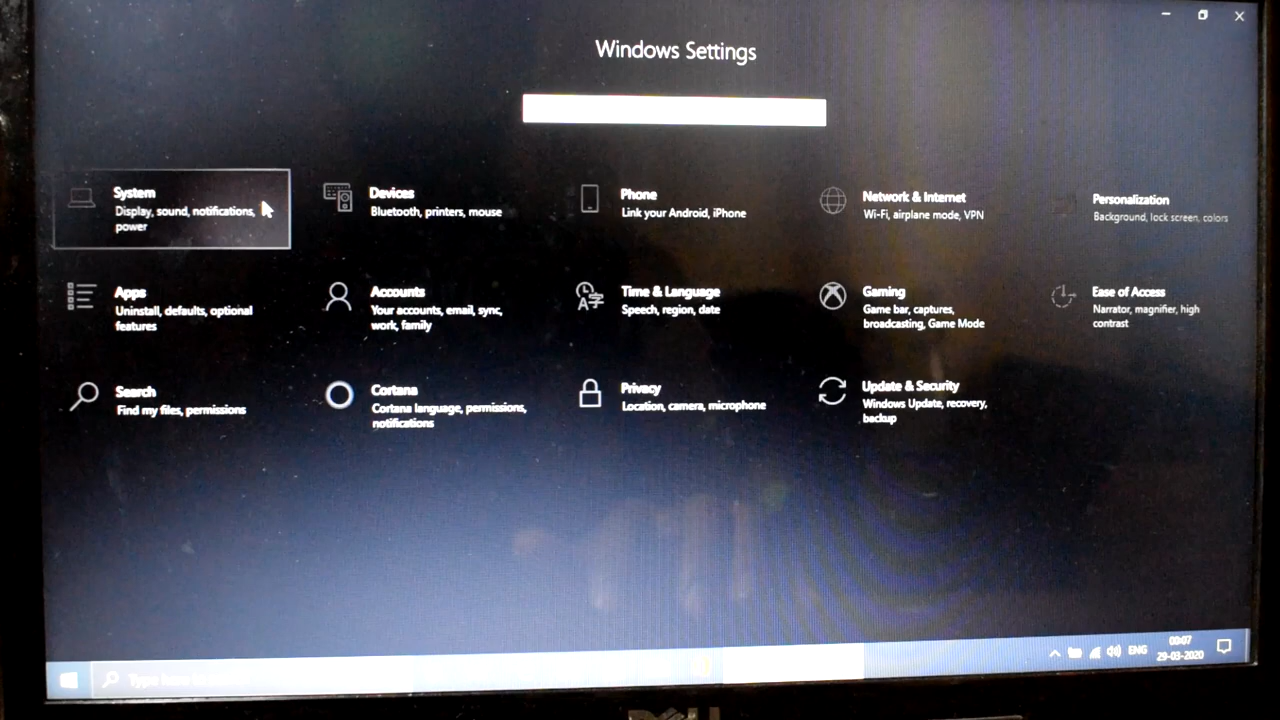 Windows Settings
System
Display, sound, notifications,
power
Devices
Bluetooth, printers, mouse
Phone
Link your Android, iPhone
Network & Internet
Wi-Fi, airplane mode, VPN
Personalization
Background, lock screen, colors
Apps
Uninstall, defaults, optional
features
Accounts
Your accounts, email, sync,
work, family
Time & Language
Speech, region, date
Gaming
Game bar, captures,
broadcasting, Game Mode
Ease of Access
Narrator, magnifier, high
contrast
Search
Find my files, permissions
Cortana
Cortana language, permissions,
notifications
Privacy
Location, camera, microphone
Update & Security
Windows Update, recovery,
backup
Type here to
ENG
00:07
29-03-2020
DELL